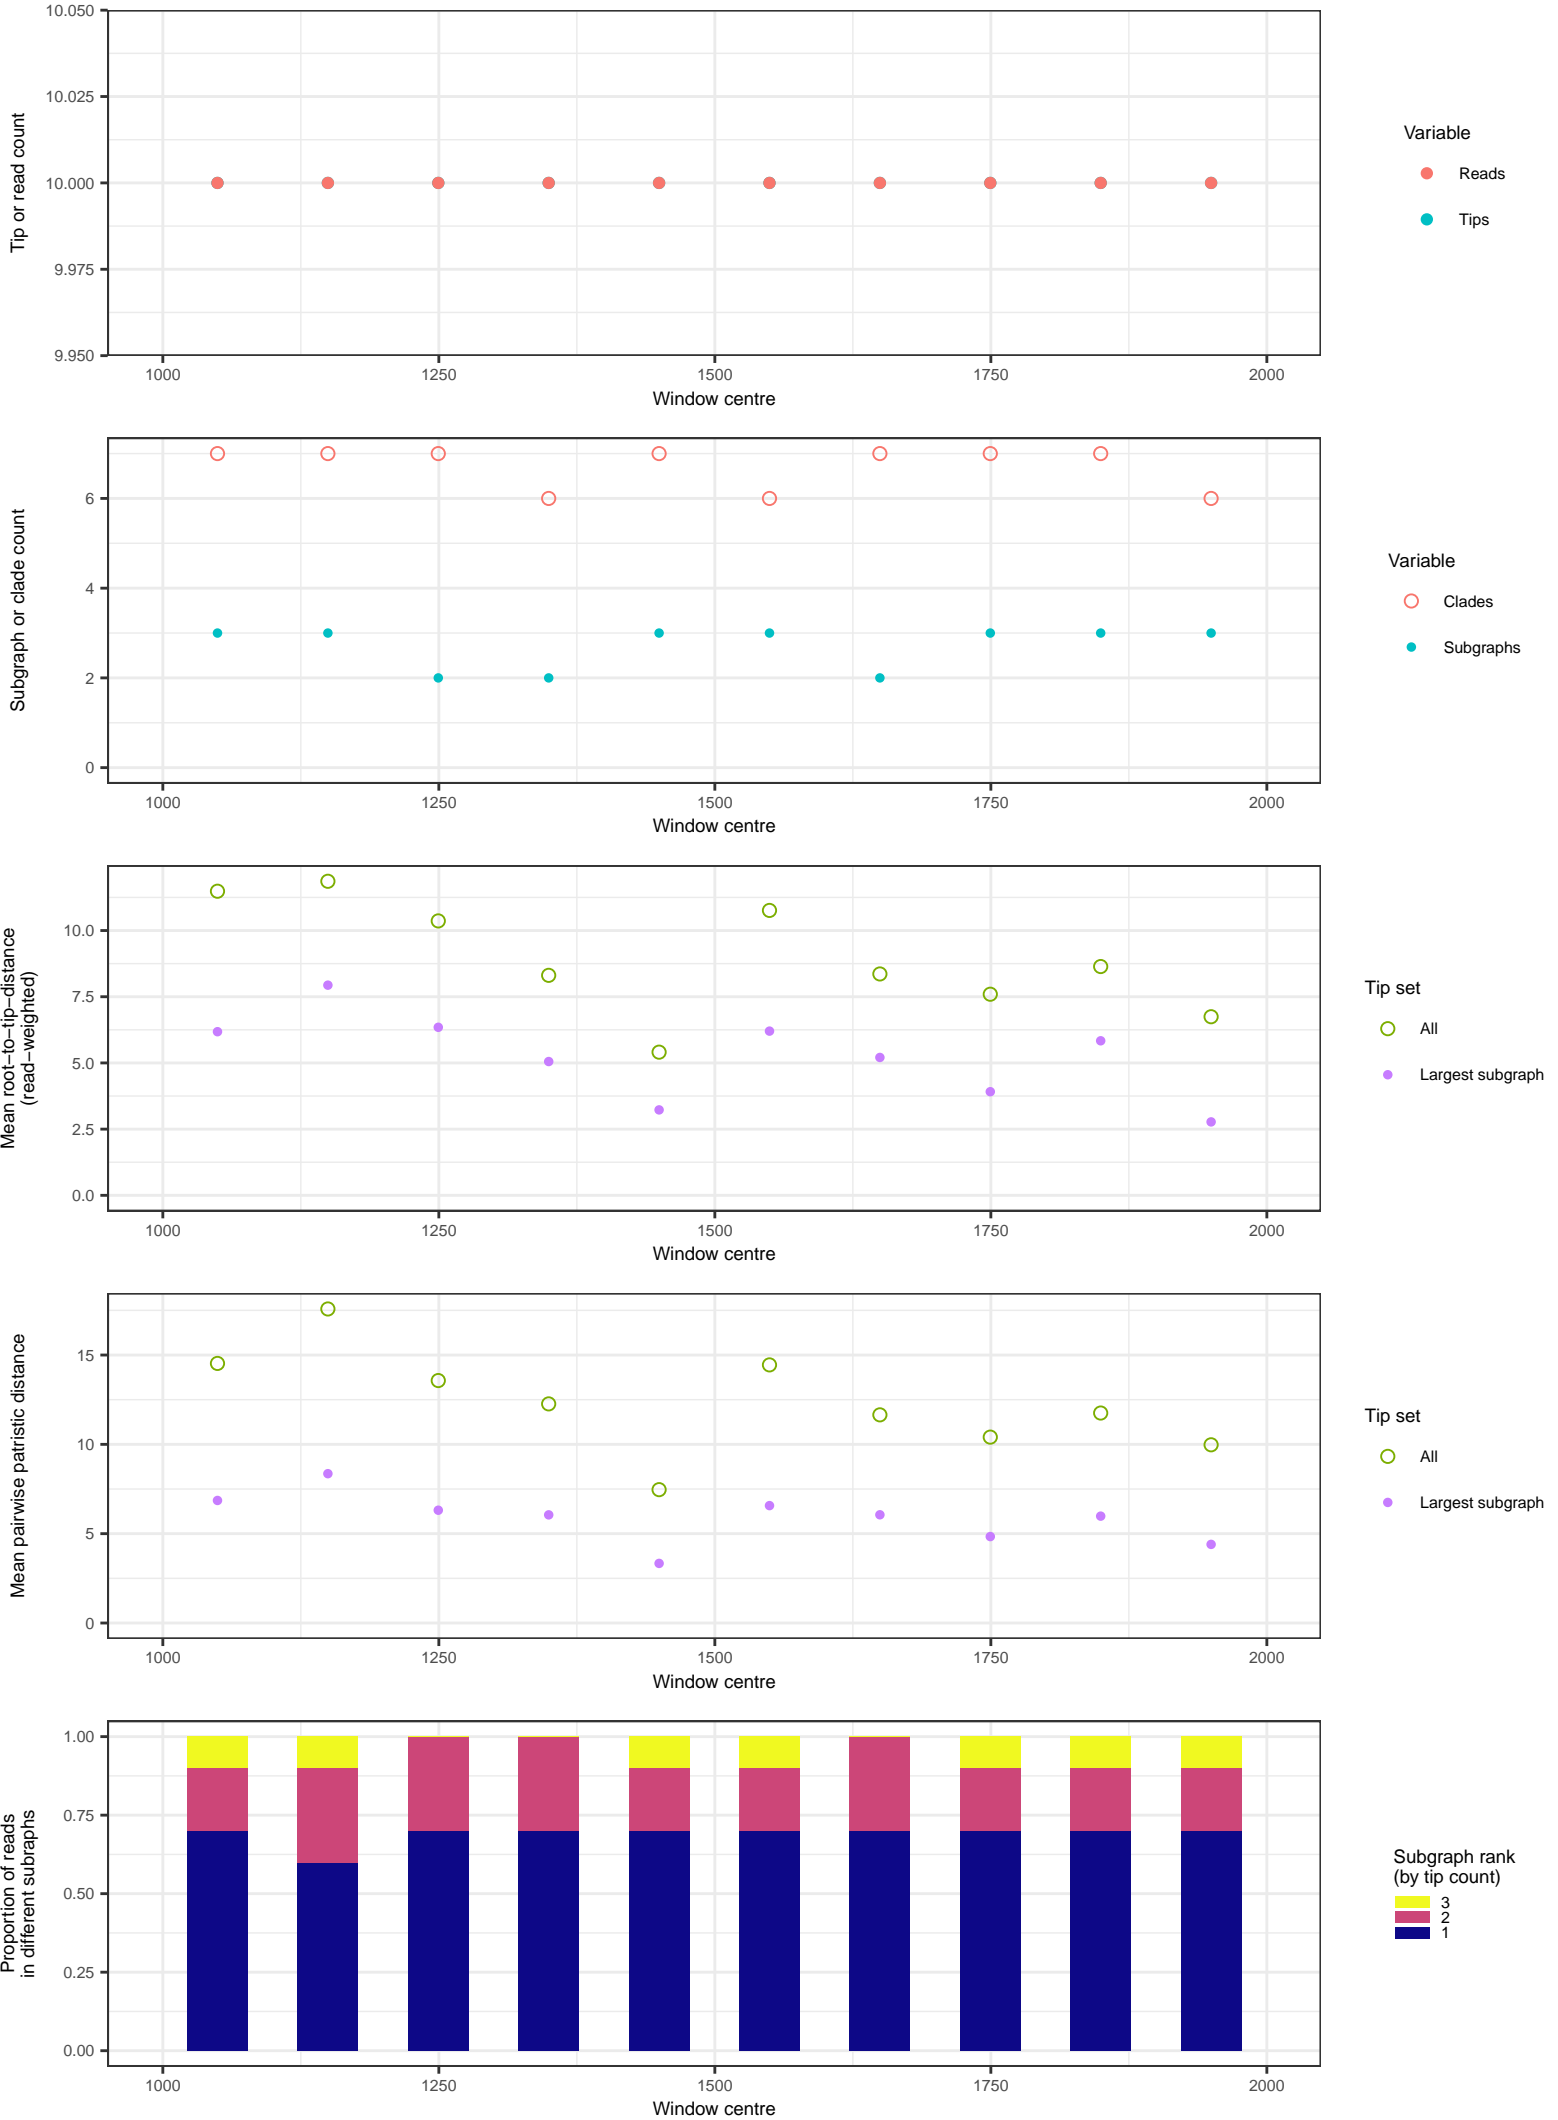 10.050
10.025
10.000
9.975
9.950
Tip or read count
1000 1250 1500 1750 2000
Window centre
Variable
Reads
Tips
6
4
2
0
Subgraph or clade count
1000 1250 1500 1750 2000
Window centre
Variable
Clades
Subgraphs
10.0
7.5
5.0
2.5
0.0
Mean root−to−tip−distance
(read−weighted)
1000 1250 1500 1750 2000
Window centre
Tip set
All
Largest subgraph
15
10
5
0
Mean pairwise patristic distance
1000 1250 1500 1750 2000
Window centre
Tip set
All
Largest subgraph
1.00
0.75
0.50
0.25
0.00
Proportion of reads
in different subraphs
1000 1250 1500 1750 2000
Window centre
Subgraph rank
(by tip count)
3
2
1